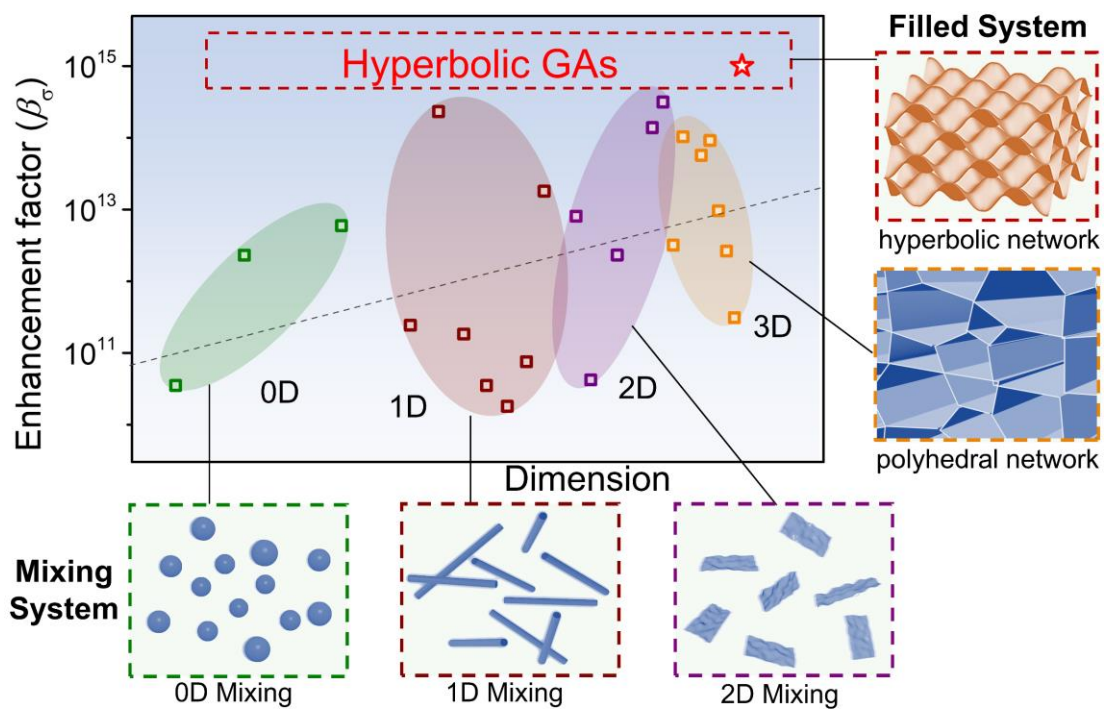 Filled System
10¹⁵
Hyperbolic GAs
hyperbolic network
Enhancement factor (βσ)
10¹³
10¹¹
0D
1D
2D
3D
polyhedral network
Dimension
Mixing
System
0D Mixing
1D Mixing
2D Mixing